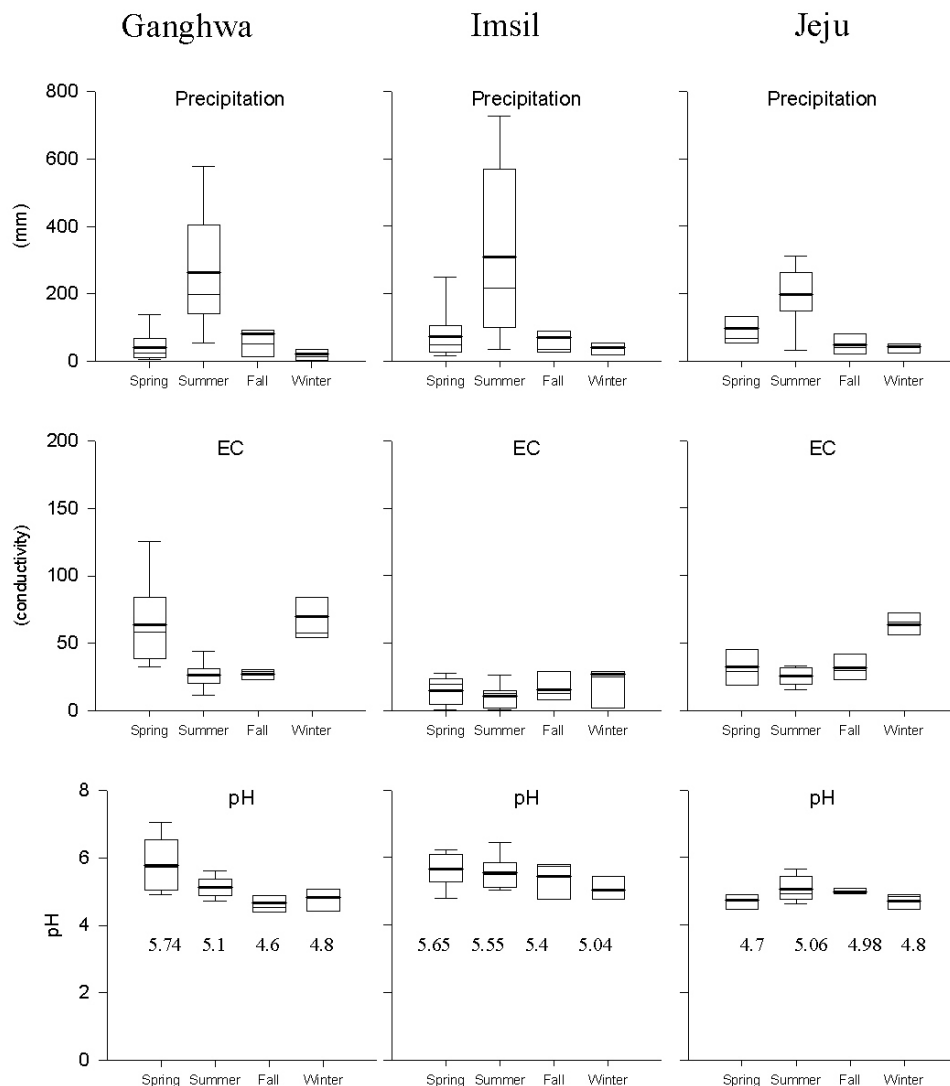 Ganghwa Imsil Jeju
Precipitation Precipitation Precipitation
800
600
400
200
0
(mm)
Spring Summer Fall Winter Spring Summer Fall Winter Spring Summer Fall Winter
EC EC EC
200
150
100
50
0
(conductivity)
Spring Summer Fall Winter Spring Summer Fall Winter Spring Summer Fall Winter
pH pH pH
8
6
4
2
0
pH
5.74 5.1 4.6 4.8 5.65 5.55 5.4 5.04 4.7 5.06 4.98 4.8
Spring Summer Fall Winter Spring Summer Fall Winter Spring Summer Fall Winter